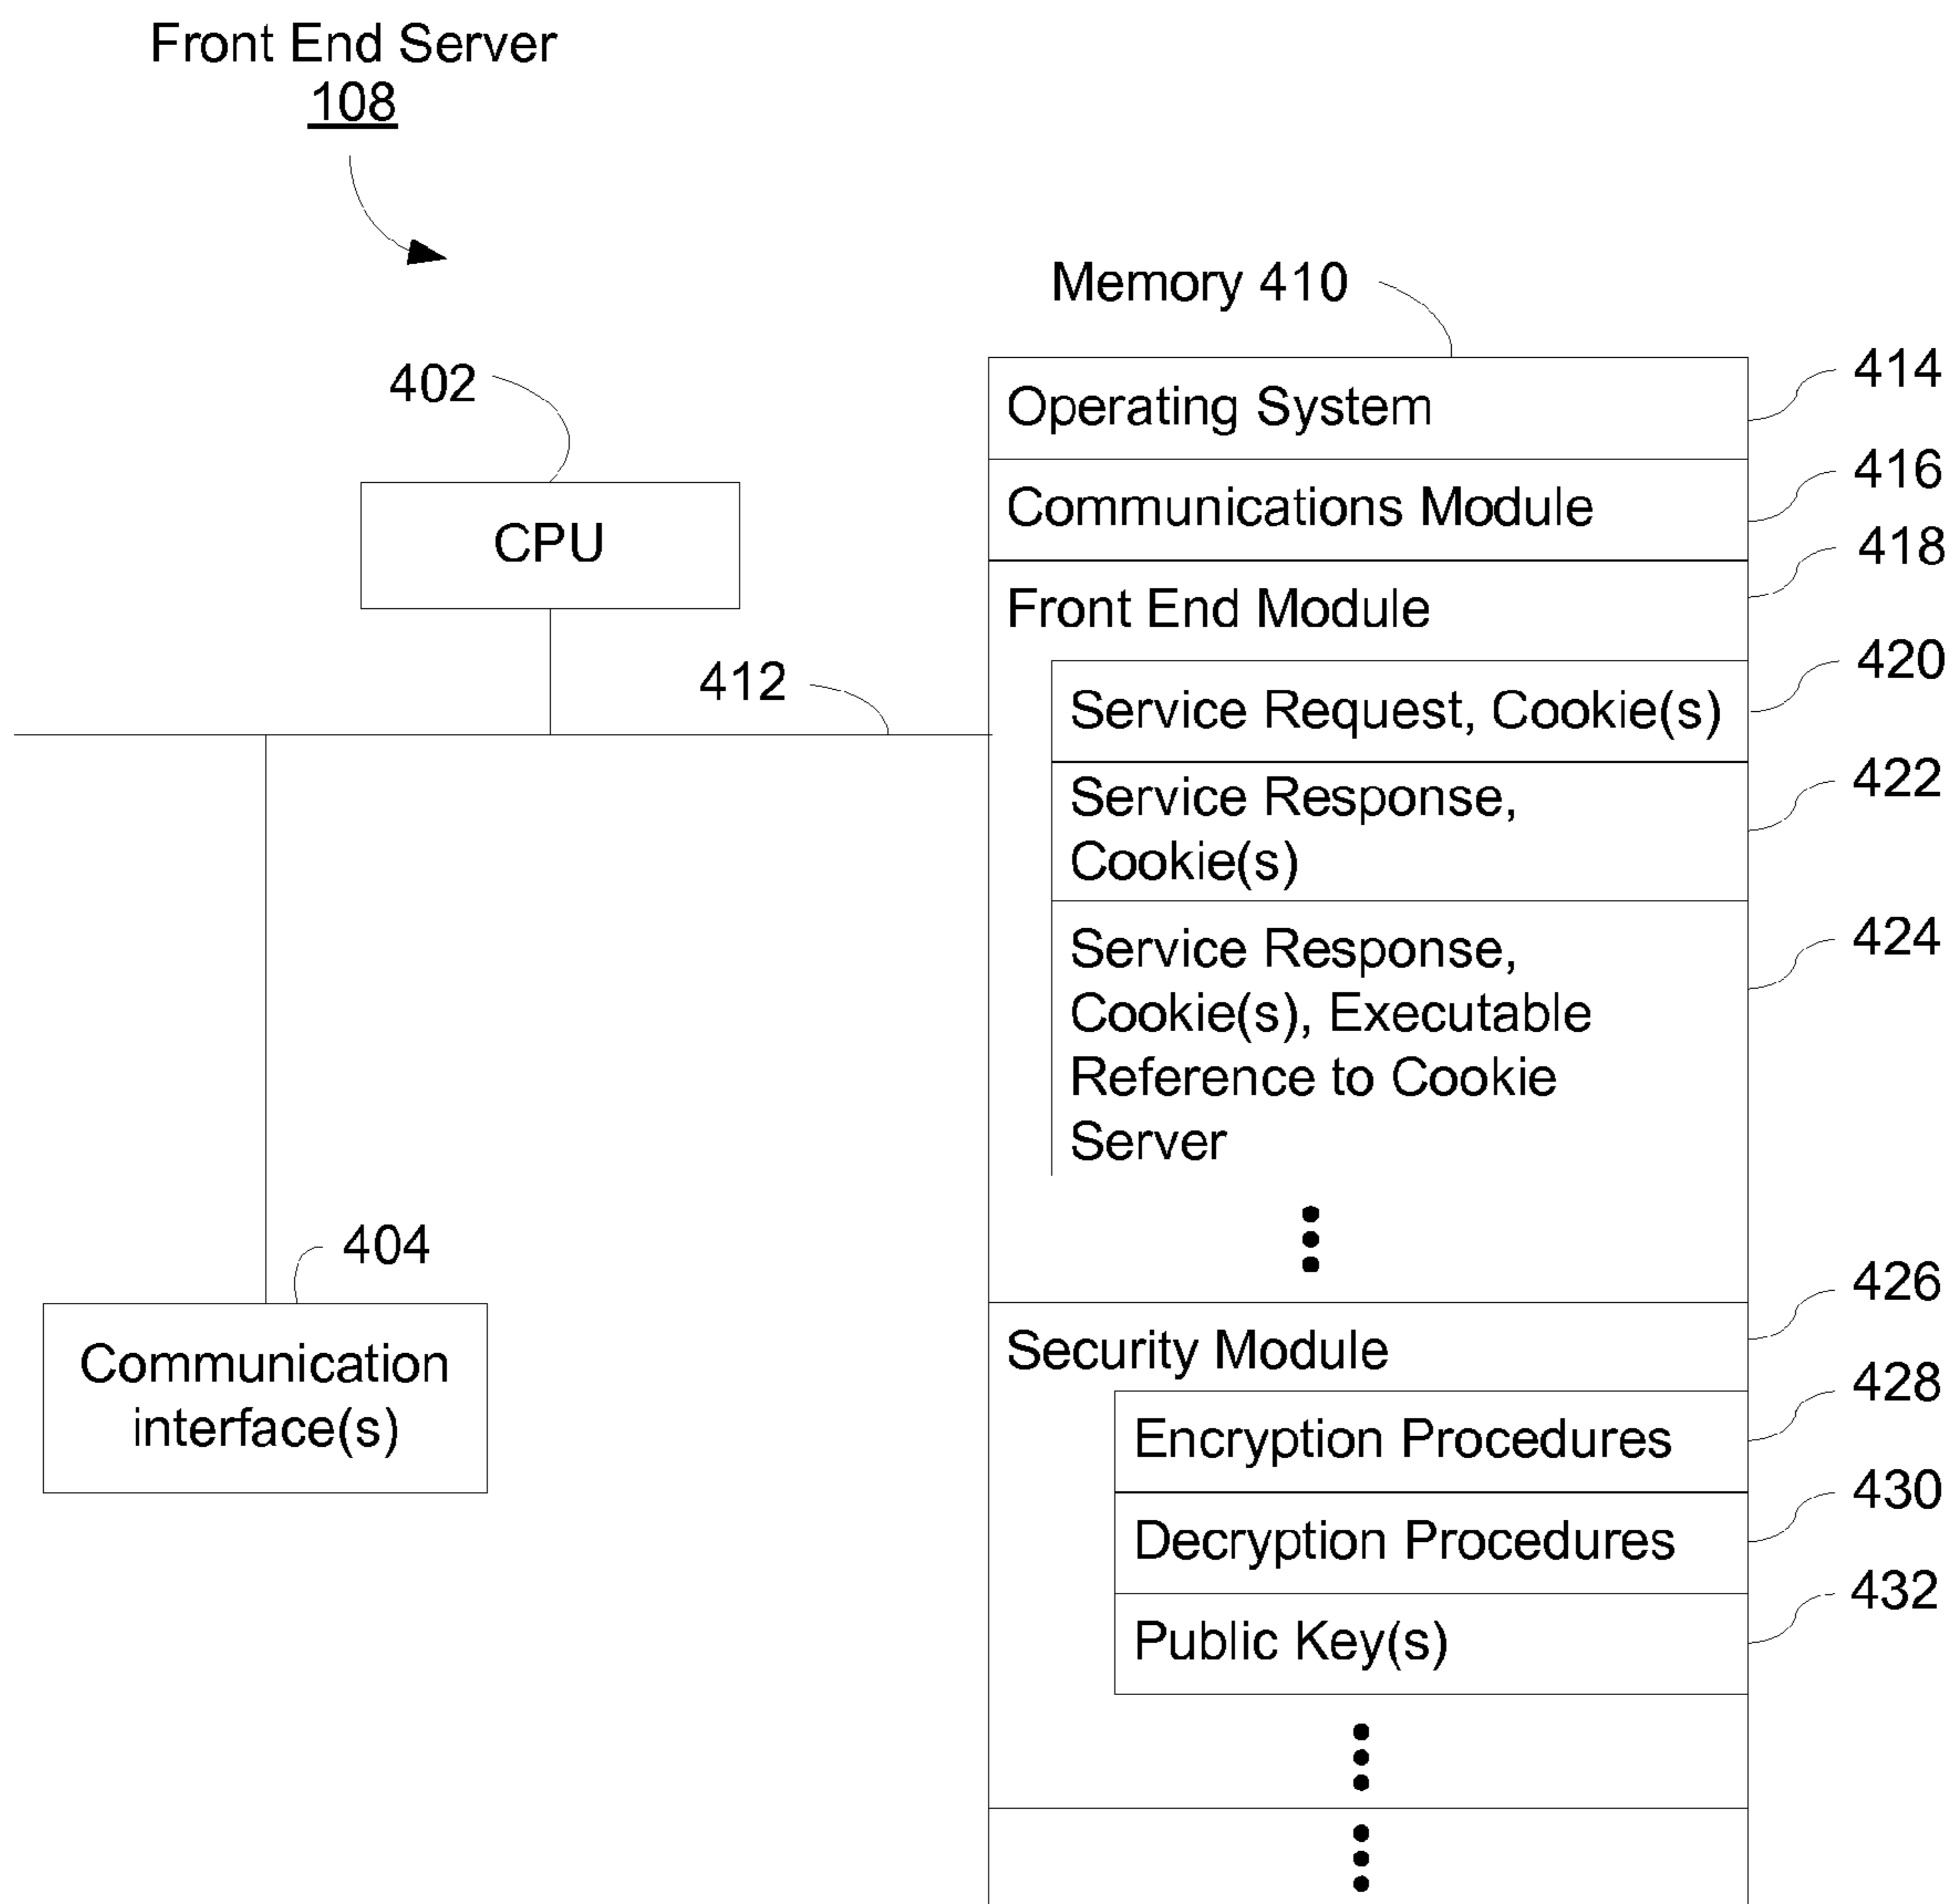 Front End Server
108
Memory 410
402
414
Operating System
416
Communications Module
CPU
418
Front End Module
412
420
Service Request, Cookie(s)
422
Service Response,
Cookie(s)
424
Service Response,
Cookie(s), Executable
Reference to Cookie
Server
404
426
Communication
interface(s)
Security Module
428
Encryption Procedures
430
Decryption Procedures
432
Public Key(s)